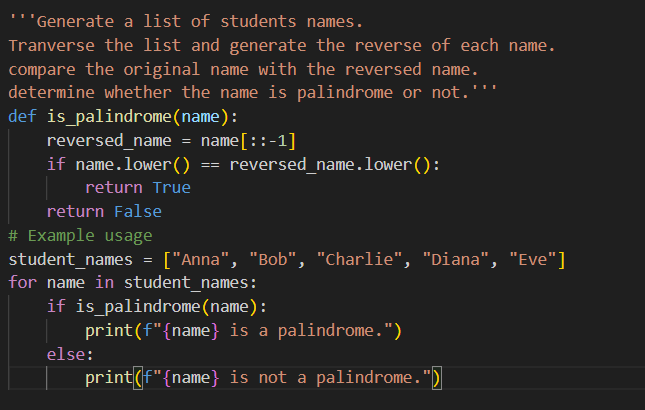 '''Generate a list of students names.
Tranverse the list and generate the reverse of each name.
compare the original name with the reversed name.
determine whether the name is palindrome or not.'''
def is_palindrome(name):
    reversed_name = name[::-1]
    if name.lower() == reversed_name.lower():
        return True
    return False
# Example usage
student_names = ["Anna", "Bob", "Charlie", "Diana", "Eve"]
for name in student_names:
    if is_palindrome(name):
        print(f"{name} is a palindrome.")
    else:
        print(f"{name} is not a palindrome.")